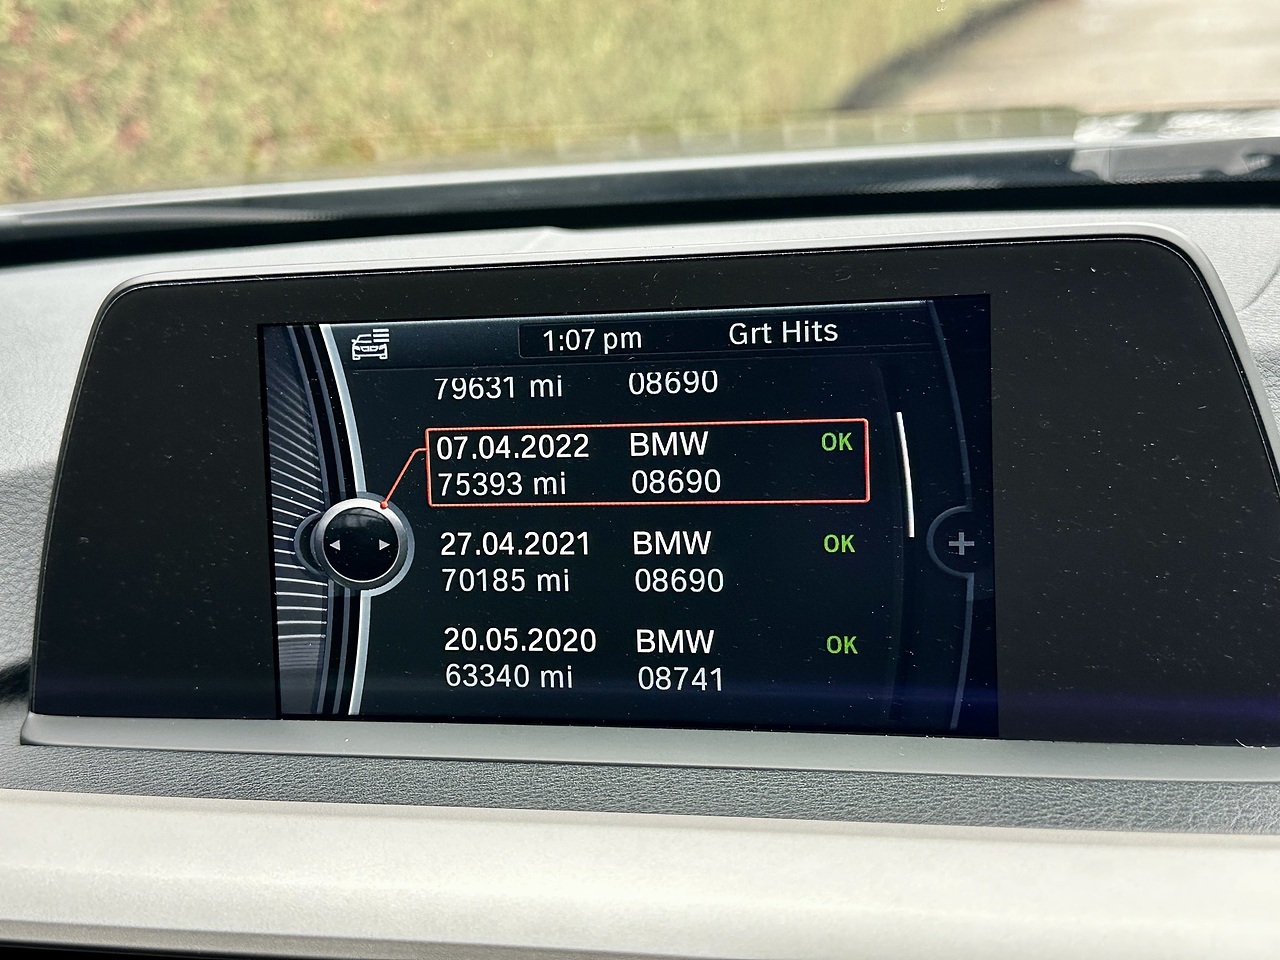 1:07 pm Grt Hits
79631 mi 08690
07.04.2022 BMW OK
75393 mi 08690
27.04.2021 BMW OK
70185 mi 08690
20.05.2020 BMW OK
63340 mi 08741